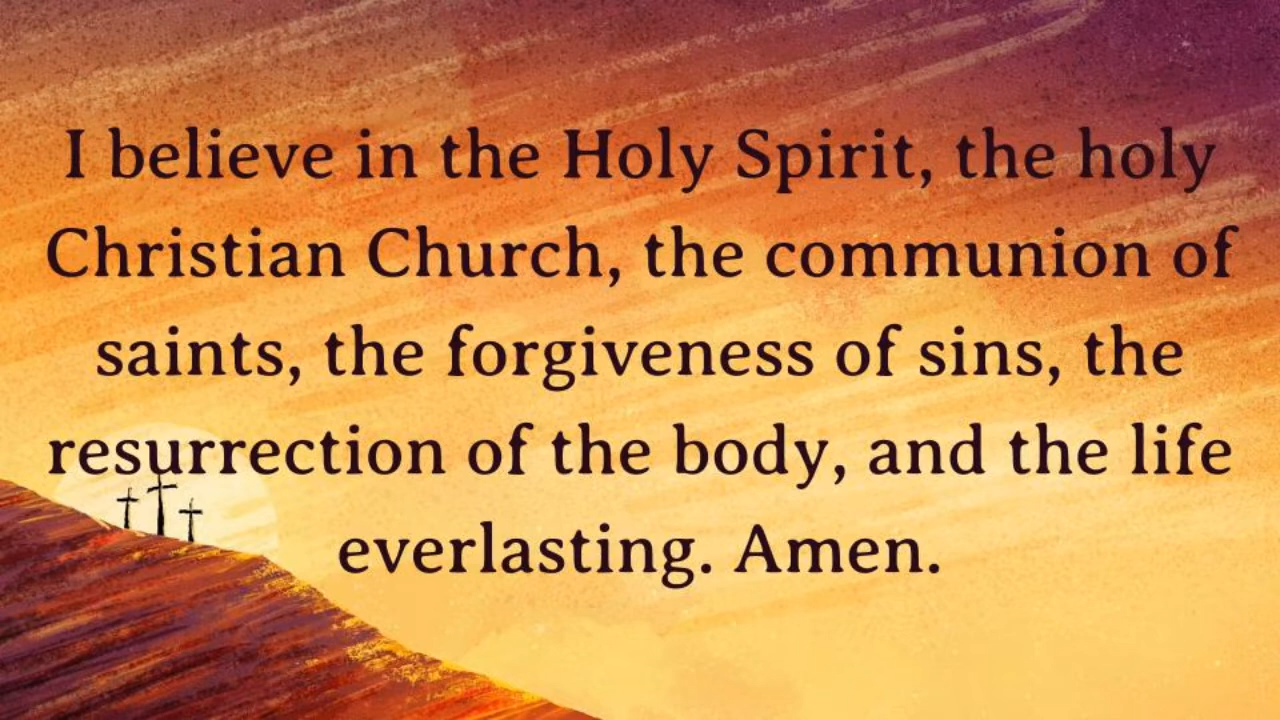 I believe in the Holy Spirit, the holy
Christian Church, the communion of
saints, the forgiveness of sins, the
resurrection of the body, and the life
everlasting. Amen.